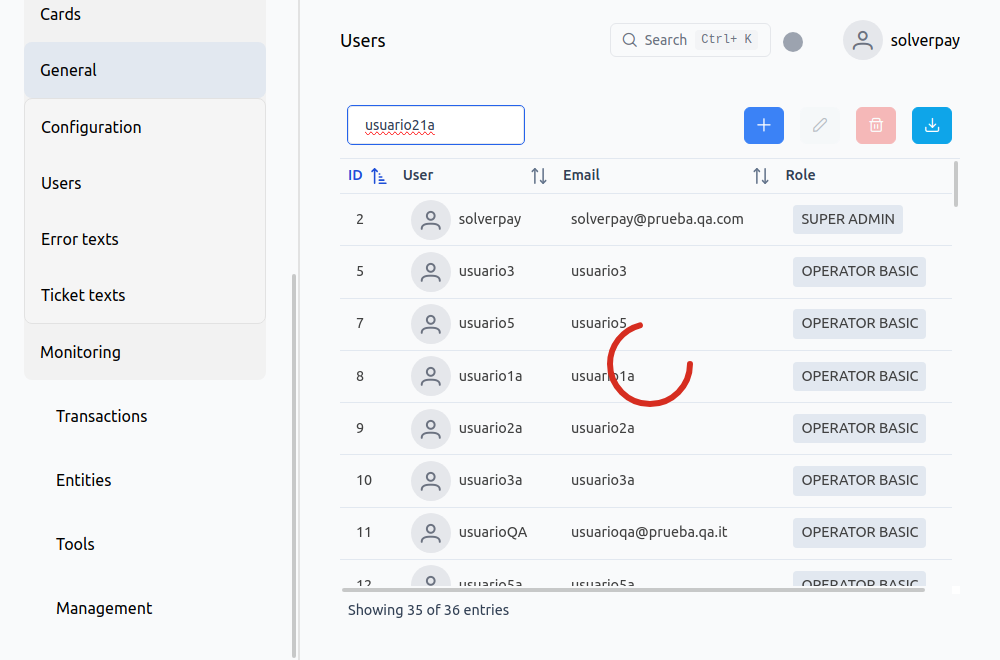 Cards
General
Configuration
Users
Error texts
Ticket texts
Monitoring
Transactions
Entities
Tools
Management
Users
Search Ctrl+ K
solverpay
usuario21a
ID User Email Role
2 solverpay solverpay@prueba.qa.com SUPER ADMIN
5 usuario3 usuario3 OPERATOR BASIC
7 usuario5 usuario5 OPERATOR BASIC
8 usuario1a usuario1a OPERATOR BASIC
9 usuario2a usuario2a OPERATOR BASIC
10 usuario3a usuario3a OPERATOR BASIC
11 usuarioQA usuarioqa@prueba.qa.it OPERATOR BASIC
12 usuario5a usuario5a OPERATOR BASIC
Showing 35 of 36 entries